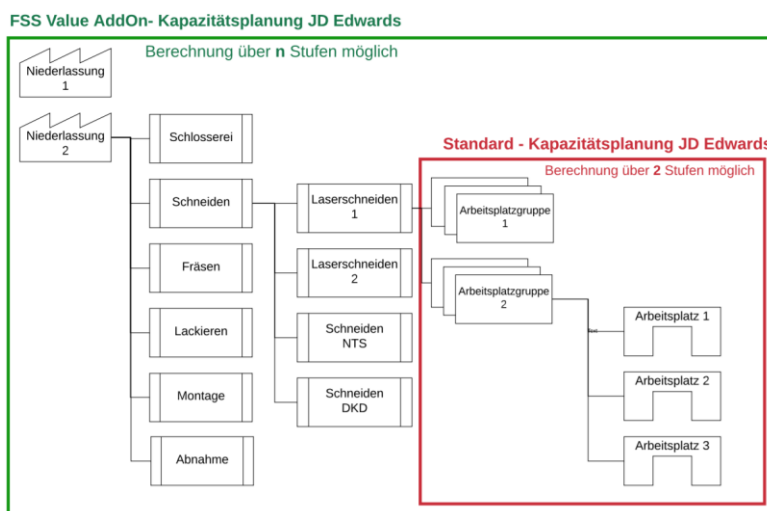 FSS Value AddOn- Kapazitätsplanung JD Edwards
Berechnung über n Stufen möglich
Niederlassung
1
Niederlassung
2
Schlosserei
Schneiden
Fräsen
Lackieren
Montage
Abnahme
Laserschneiden
1
Laserschneiden
2
Schneiden
NTS
Schneiden
DKD
Standard - Kapazitätsplanung JD Edwards
Berechnung über 2 Stufen möglich
Arbeitsplatzgruppe
1
Arbeitsplatzgruppe
2
Arbeitsplatz 1
Arbeitsplatz 2
Arbeitsplatz 3